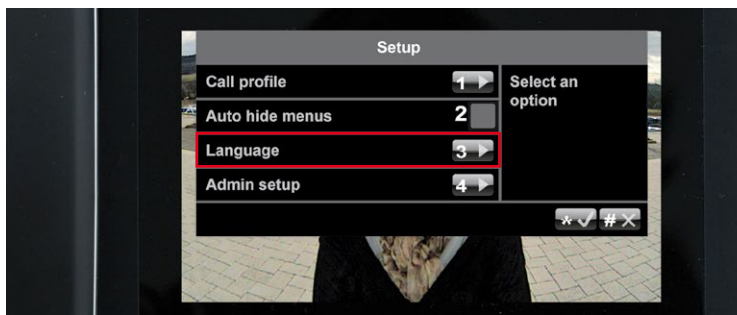 Setup
Call profile 1
Select an
option
Auto hide menus 2
Language 3
Admin setup 4
* #